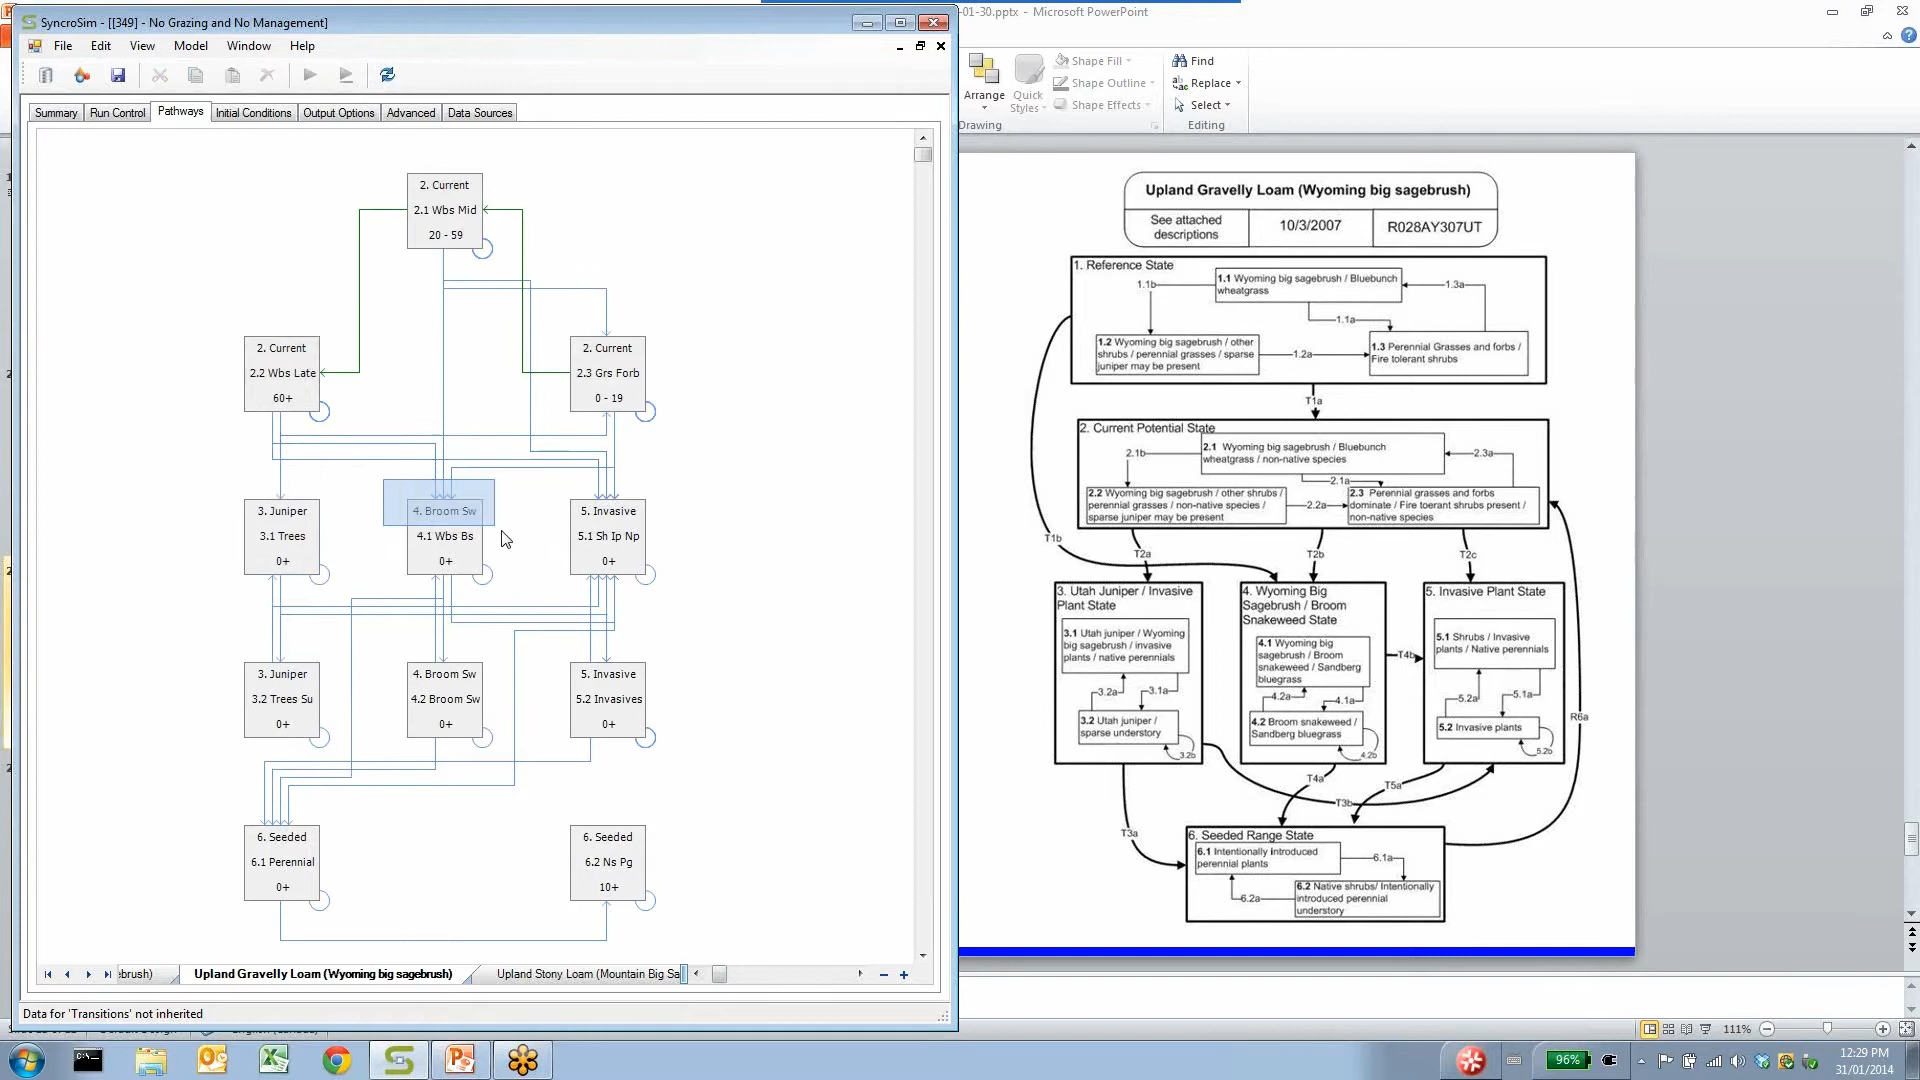 SyncroSim - [[349] - No Grazing and No Management]
File Edit View Model Window Help
Summary Run Control Pathways Initial Conditions Output Options Advanced Data Sources
2. Current
2.1 Wbs Mid
20 - 59
2. Current
2.2 Wbs Late
60+
2. Current
2.3 Grs Forb
0 - 19
3. Juniper
3.1 Trees
0+
4. Broom Sw
4.1 Wbs Bs
0+
5. Invasive
5.1 Sh Ip Np
0+
3. Juniper
3.2 Trees Su
0+
4. Broom Sw
4.2 Broom Sw
0+
5. Invasive
5.2 Invasives
0+
6. Seeded
6.1 Perennial
0+
6. Seeded
6.2 Ns Pg
10+
ebrush) Upland Gravelly Loam (Wyoming big sagebrush) Upland Stony Loam (Mountain Big Sa
Data for 'Transitions' not inherited
-01-30.pptx - Microsoft PowerPoint
Arrange
Quick
Styles
Shape Fill
Shape Outline
Shape Effects
Drawing
Find
Replace
Select
Editing
Upland Gravelly Loam (Wyoming big sagebrush)
See attached
descriptions
10/3/2007
R028AY307UT
1. Reference State
1.1 Wyoming big sagebrush / Bluebunch
wheatgrass
1.1b
1.3a
1.1a
1.2 Wyoming big sagebrush / other
shrubs / perennial grasses / sparse
juniper may be present
1.2a
1.3 Perennial Grasses and forbs /
Fire tolerant shrubs
T1a
2. Current Potential State
2.1 Wyoming big sagebrush / Bluebunch
wheatgrass / non-native species
2.1b
2.3a
2.1a
2.2 Wyoming big sagebrush / other shrubs /
perennial grasses / non-native species /
sparse juniper may be present
2.2a
2.3 Perennial grasses and forbs
dominate / Fire toerant shrubs present /
non-native species
T1b
T2a
T2b
T2c
3. Utah Juniper / Invasive
Plant State
3.1 Utah juniper / Wyoming
big sagebrush / invasive
plants / native perennials
3.2a
3.1a
3.2 Utah juniper /
sparse understory
3.2b
4. Wyoming Big
Sagebrush / Broom
Snakeweed State
4.1 Wyoming big
sagebrush / Broom
snakeweed / Sandberg
bluegrass
4.2a
4.1a
4.2 Broom snakeweed /
Sandberg bluegrass
4.2b
T4b
5. Invasive Plant State
5.1 Shrubs / Invasive
plants / Native perennials
5.2a
5.1a
5.2 Invasive plants
5.2b
R6a
T4a
T5a
T3b
T3a
6. Seeded Range State
6.1 Intentionally introduced
perennial plants
6.1a
6.2a
6.2 Native shrubs/ Intentionally
introduced perennial
understory
111%
96%
12:29 PM
31/01/2014